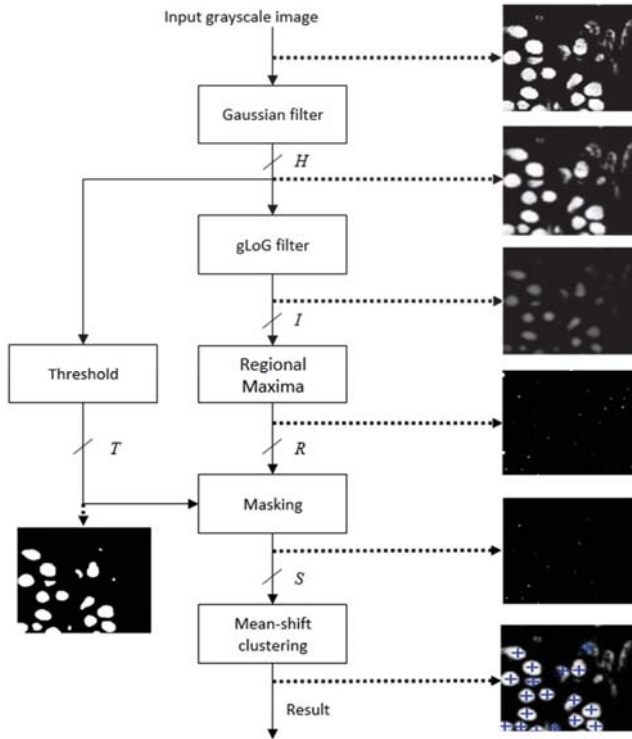 Input grayscale image
Gaussian filter
H
gLoG filter
I
Threshold
Regional
Maxima
T
R
Masking
S
Mean-shift
clustering
Result